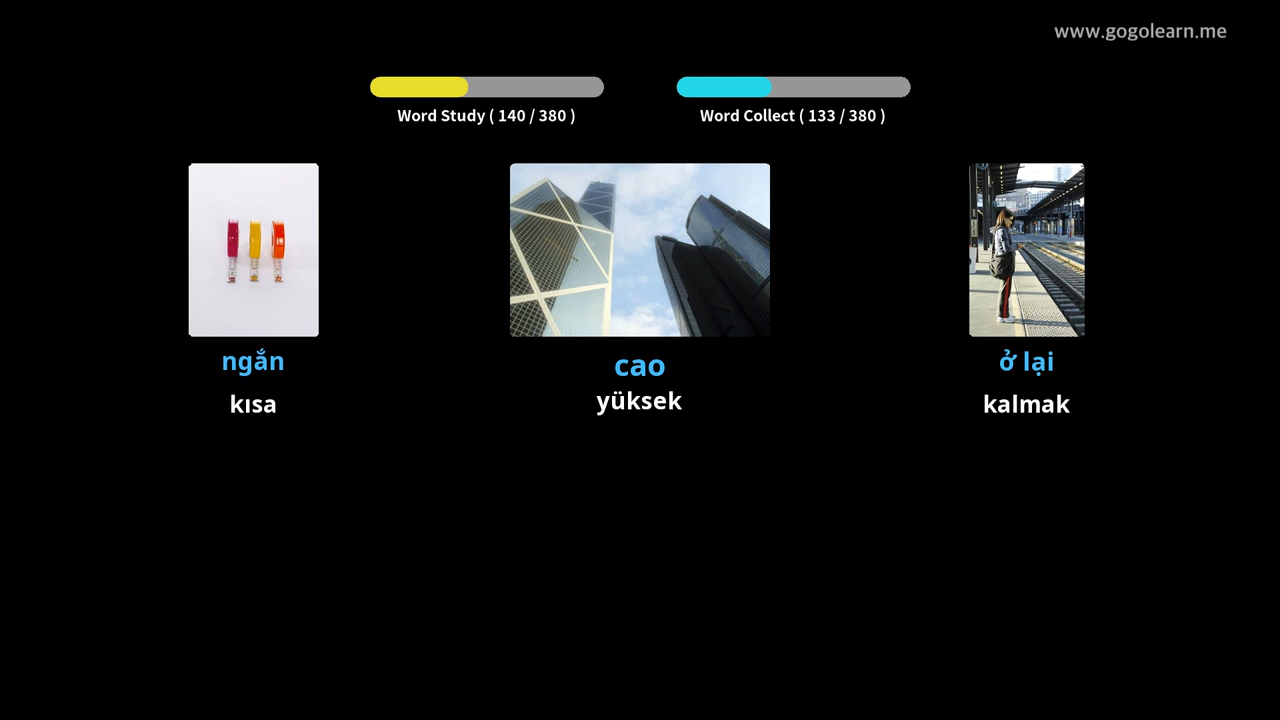 www.gogolearn.me
Word Study ( 140 / 380 )
Word Collect ( 133 / 380 )
ngắn
kısa
cao
yüksek
ở lại
kalmak